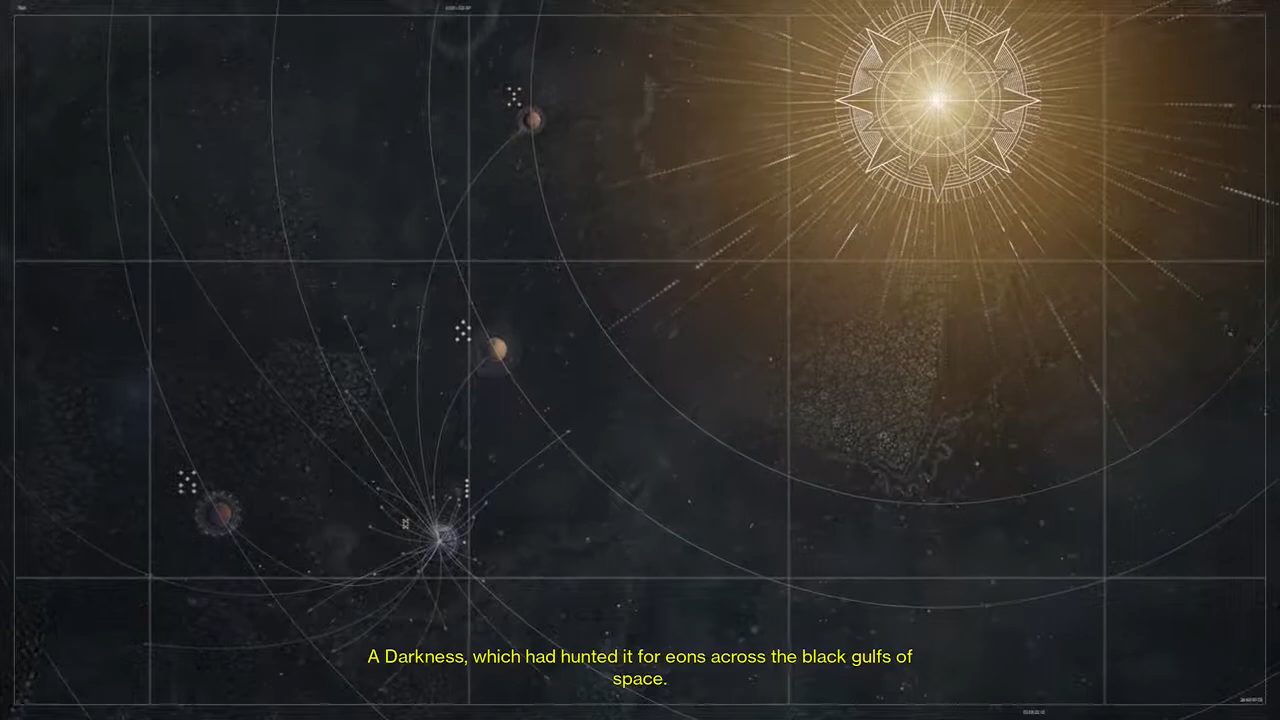 A Darkness, which had hunted it for eons across the black gulfs of
space.